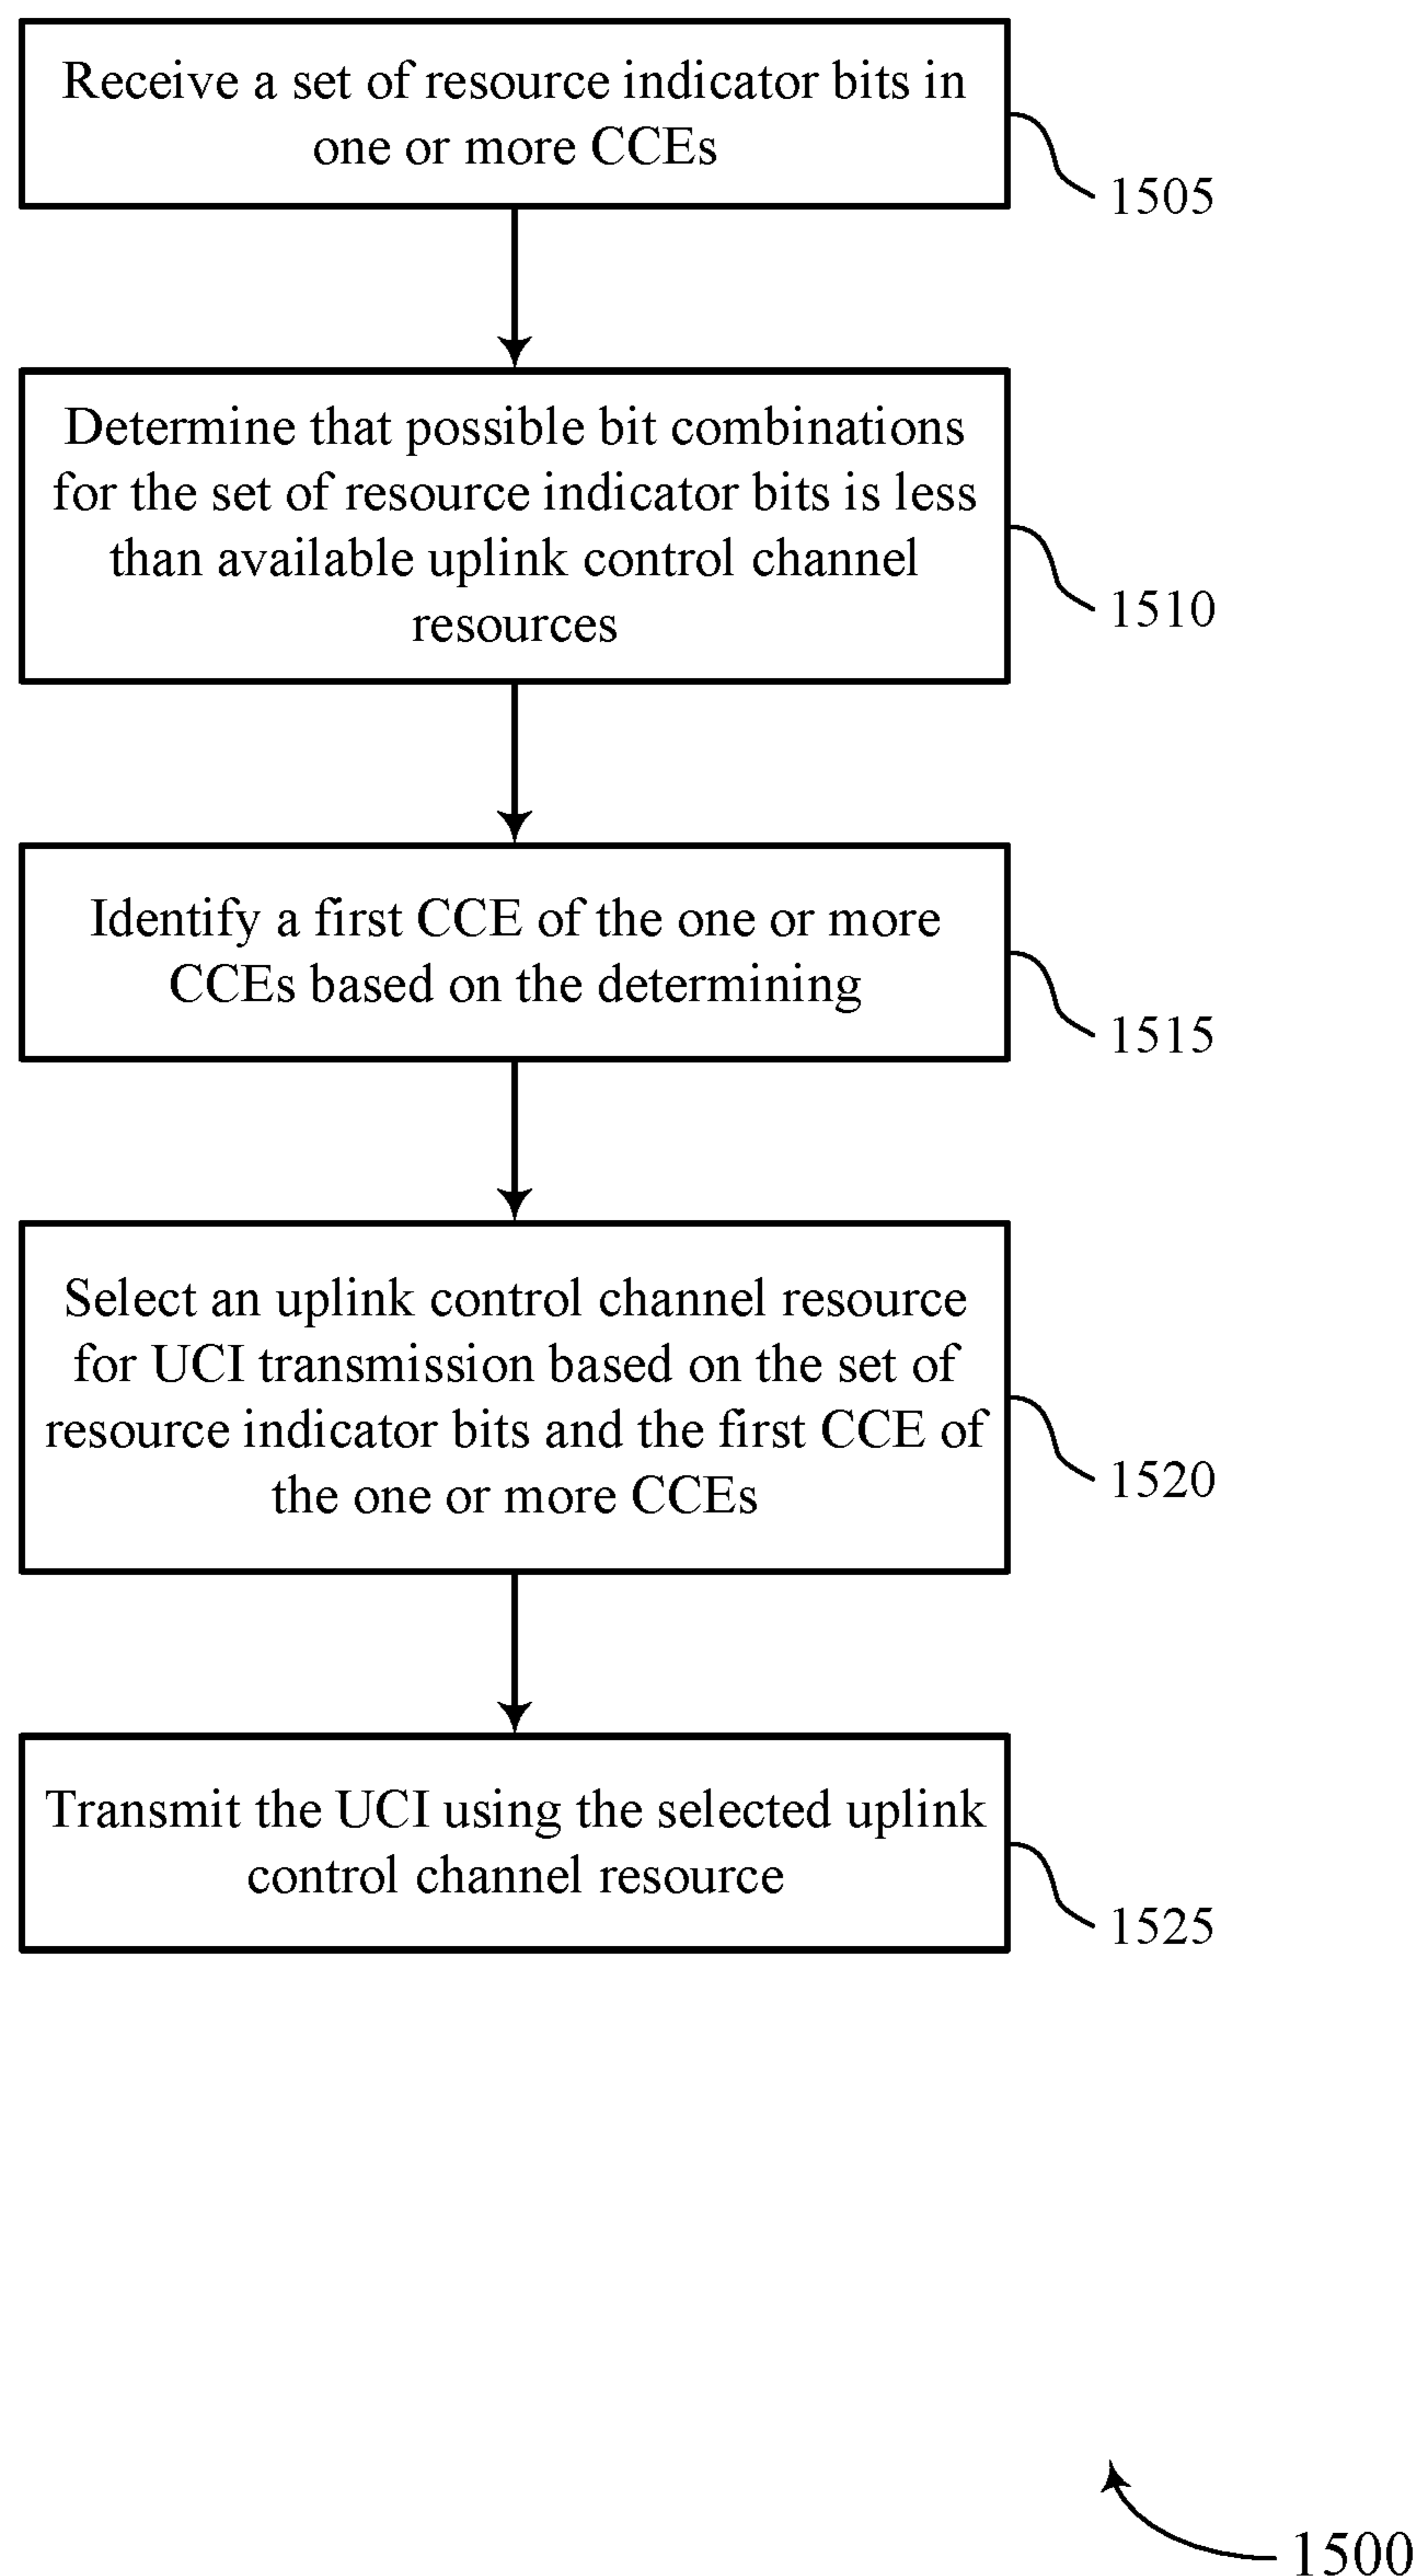 Receive a set of resource indicator bits in
one or more CCEs
1505
Determine that possible bit combinations
for the set of resource indicator bits is less
than available uplink control channel
resources
1510
Identify a first CCE of the one or more
CCEs based on the determining
1515
Select an uplink control channel resource
for UCI transmission based on the set of
resource indicator bits and the first CCE of
the one or more CCEs
1520
Transmit the UCI using the selected uplink
control channel resource
1525
1500